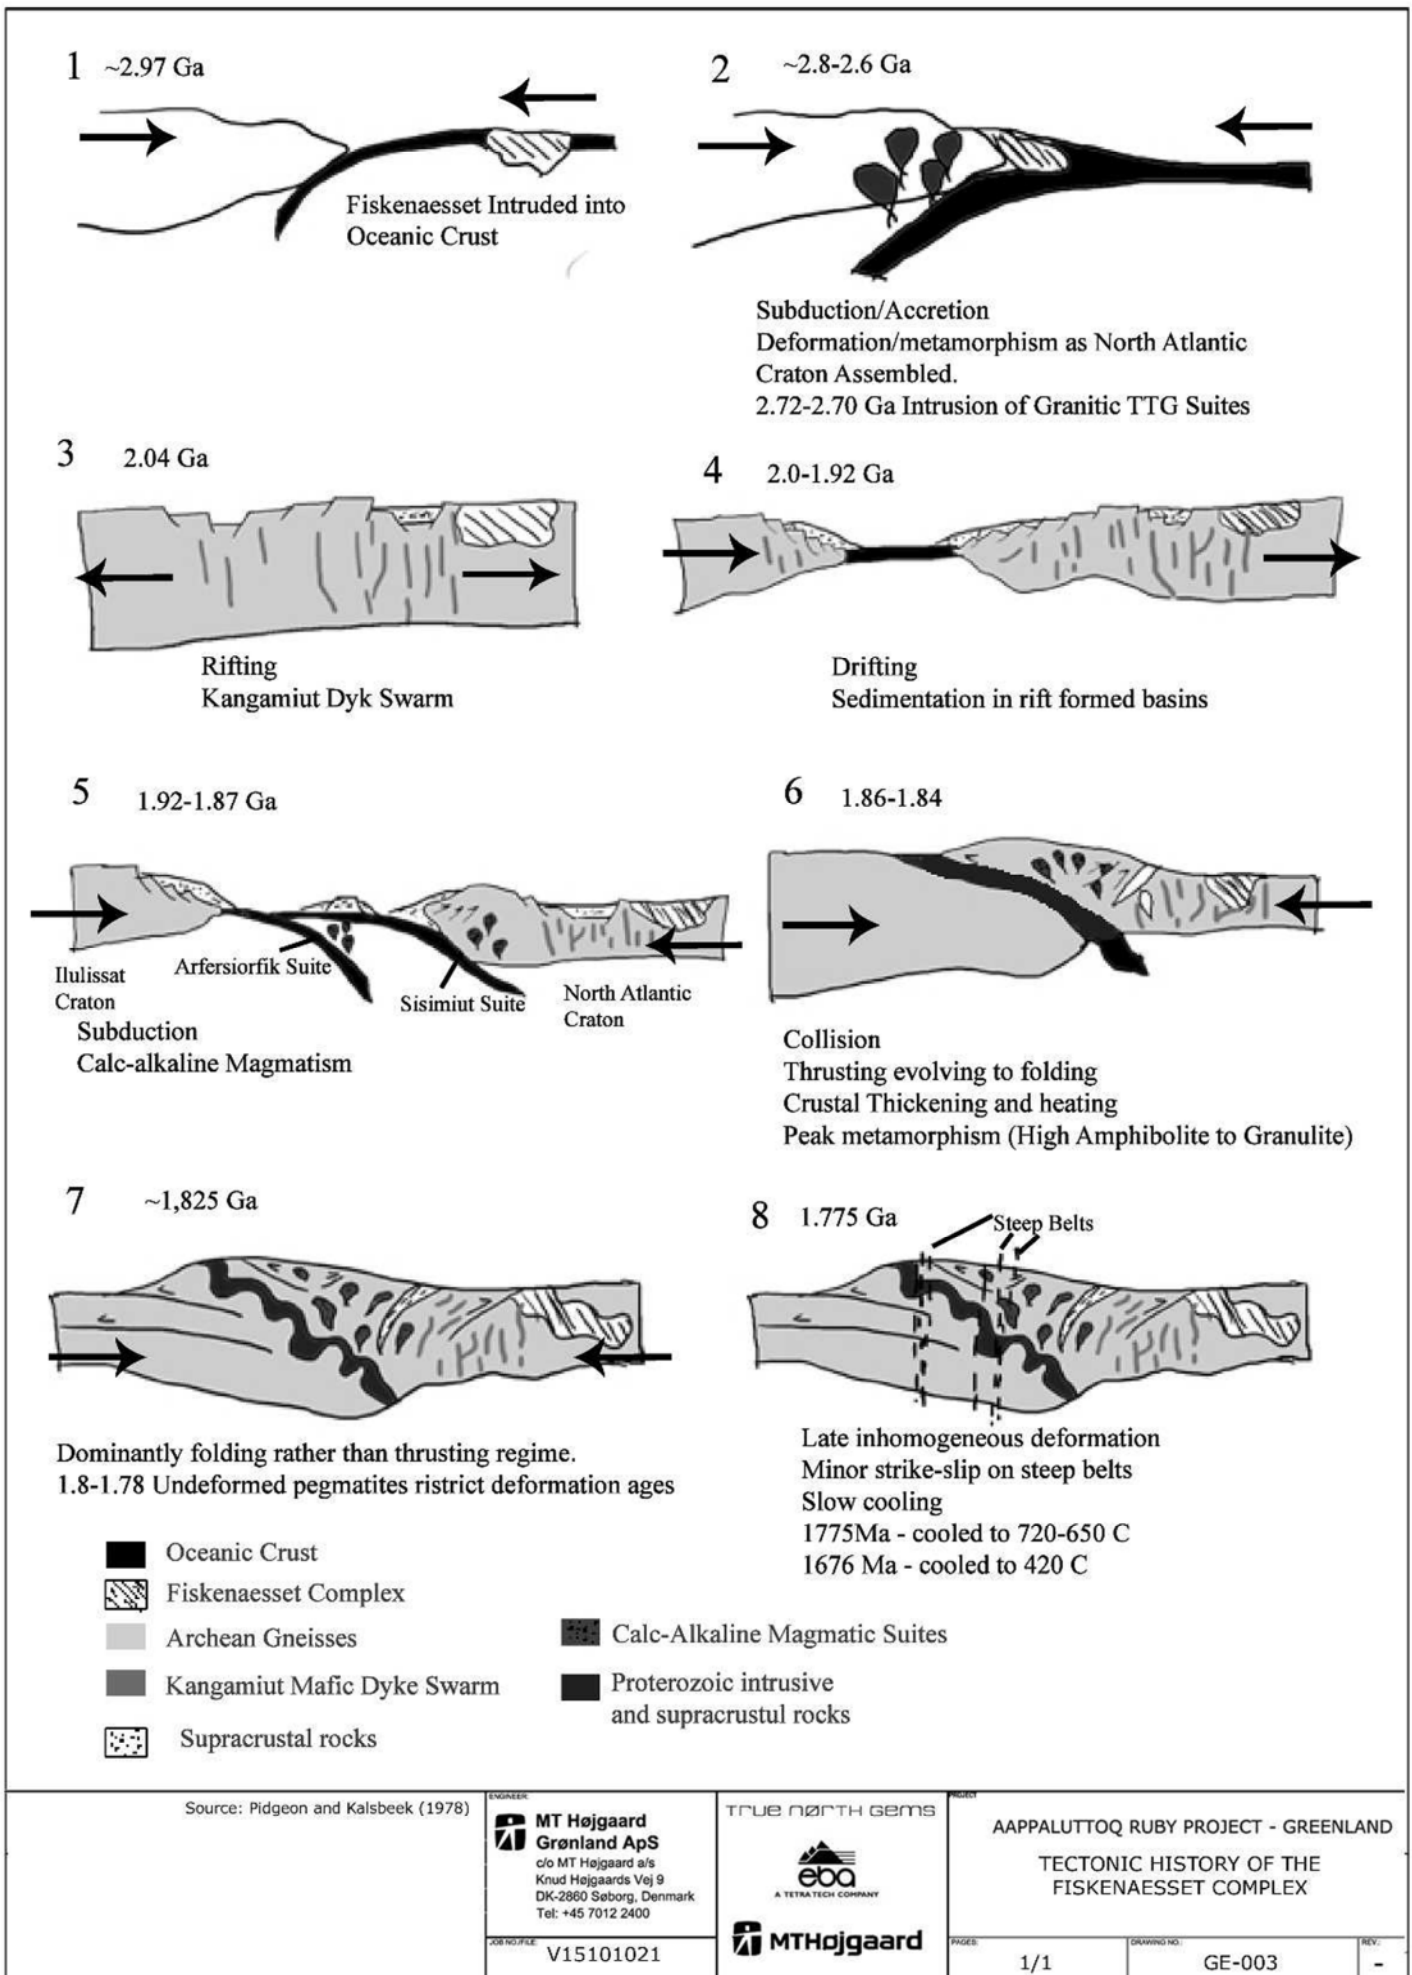 1 ~2.97 Ga
Fiskenaesset Intruded into
Oceanic Crust
2 ~2.8-2.6 Ga
Subduction/Accretion
Deformation/metamorphism as North Atlantic
Craton Assembled.
2.72-2.70 Ga Intrusion of Granitic TTG Suites
3 2.04 Ga
Rifting
Kangamiut Dyk Swarm
4 2.0-1.92 Ga
Drifting
Sedimentation in rift formed basins
5 1.92-1.87 Ga
Ilulissat
Craton
Arfersiorfik Suite
Sisimiut Suite
North Atlantic
Craton
Subduction
Calc-alkaline Magmatism
6 1.86-1.84
Collision
Thrusting evolving to folding
Crustal Thickening and heating
Peak metamorphism (High Amphibolite to Granulite)
7 ~1,825 Ga
Dominantly folding rather than thrusting regime.
1.8-1.78 Undeformed pegmatites ristrict deformation ages
8 1.775 Ga
Steep Belts
Late inhomogeneous deformation
Minor strike-slip on steep belts
Slow cooling
1775Ma - cooled to 720-650 C
1676 Ma - cooled to 420 C
Oceanic Crust
Fiskenaesset Complex
Archean Gneisses
Kangamiut Mafic Dyke Swarm
Supracrustal rocks
Calc-Alkaline Magmatic Suites
Proterozoic intrusive
and supracrustul rocks
Source: Pidgeon and Kalsbeek (1978)
ENGINEER:
MT Højgaard
Grønland ApS
c/o MT Højgaard a/s
Knud Højgaards Vej 9
DK-2860 Søborg, Denmark
Tel: +45 7012 2400
JOB NO./FILE:
V15101021
TRUE NØRTH GEMS
eba
A TETRA TECH COMPANY
MTHøjgaard
PROJECT
AAPPALUTTOQ RUBY PROJECT - GREENLAND
TECTONIC HISTORY OF THE
FISKENAESSET COMPLEX
PAGES:
1/1
DRAWING NO.:
GE-003
REV.:
-